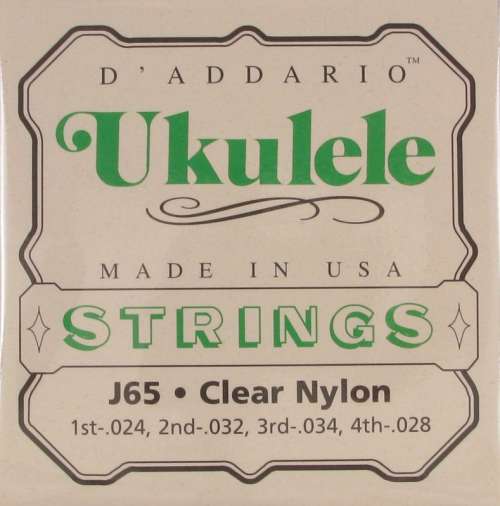 D'ADDARIO™
Ukulele
MADE IN USA
STRINGS
J65 • Clear Nylon
1st-.024, 2nd-.032, 3rd-.034, 4th-.028